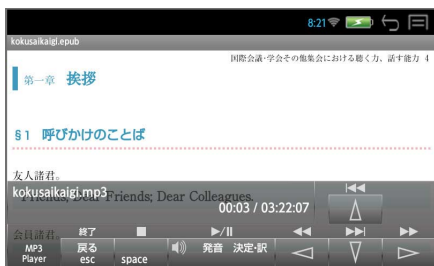 8:21
kokusaikaigi.epub
国際会議・学会その他集会における聴く力、話す能力 4
第一章 挨拶
§1 呼びかけのことば
友人諸君。
kokusaikaigi.mp3
Friends; Dear Friends; Dear Colleagues.
00:03 / 03:22:07
会員諸君。
終了
MP3 Player
戻る esc
space
発音 決定・訳